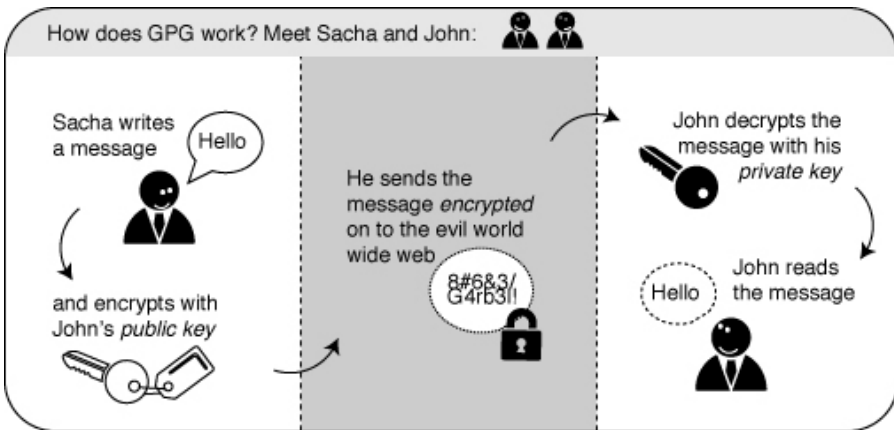 How does GPG work? Meet Sacha and John:
Sacha writes
a message
Hello
and encrypts with
John's public key
He sends the
message encrypted
on to the evil world
wide web
8#6&3/
G4rb3l!
John decrypts the
message with his
private key
John reads
the message
Hello